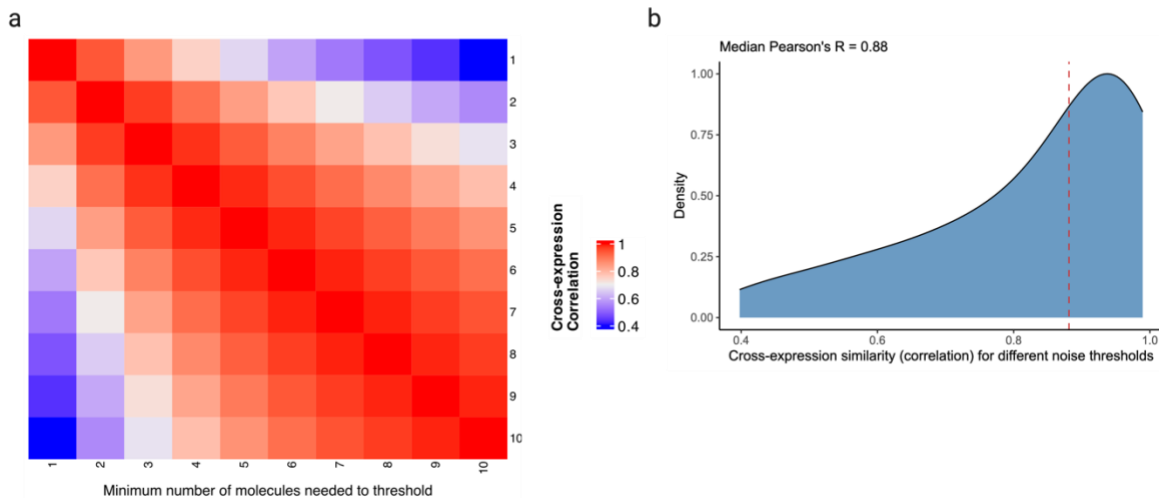 a
1
2
3
4
5
6
7
8
9
10
1 2 3 4 5 6 7 8 9 10
Minimum number of molecules needed to threshold
Cross-expression
Correlation
1
0.8
0.6
0.4
b
Median Pearson's R = 0.88
1.00
0.75
0.50
0.25
0.00
Density
0.4 0.6 0.8 1.0
Cross-expression similarity (correlation) for different noise thresholds